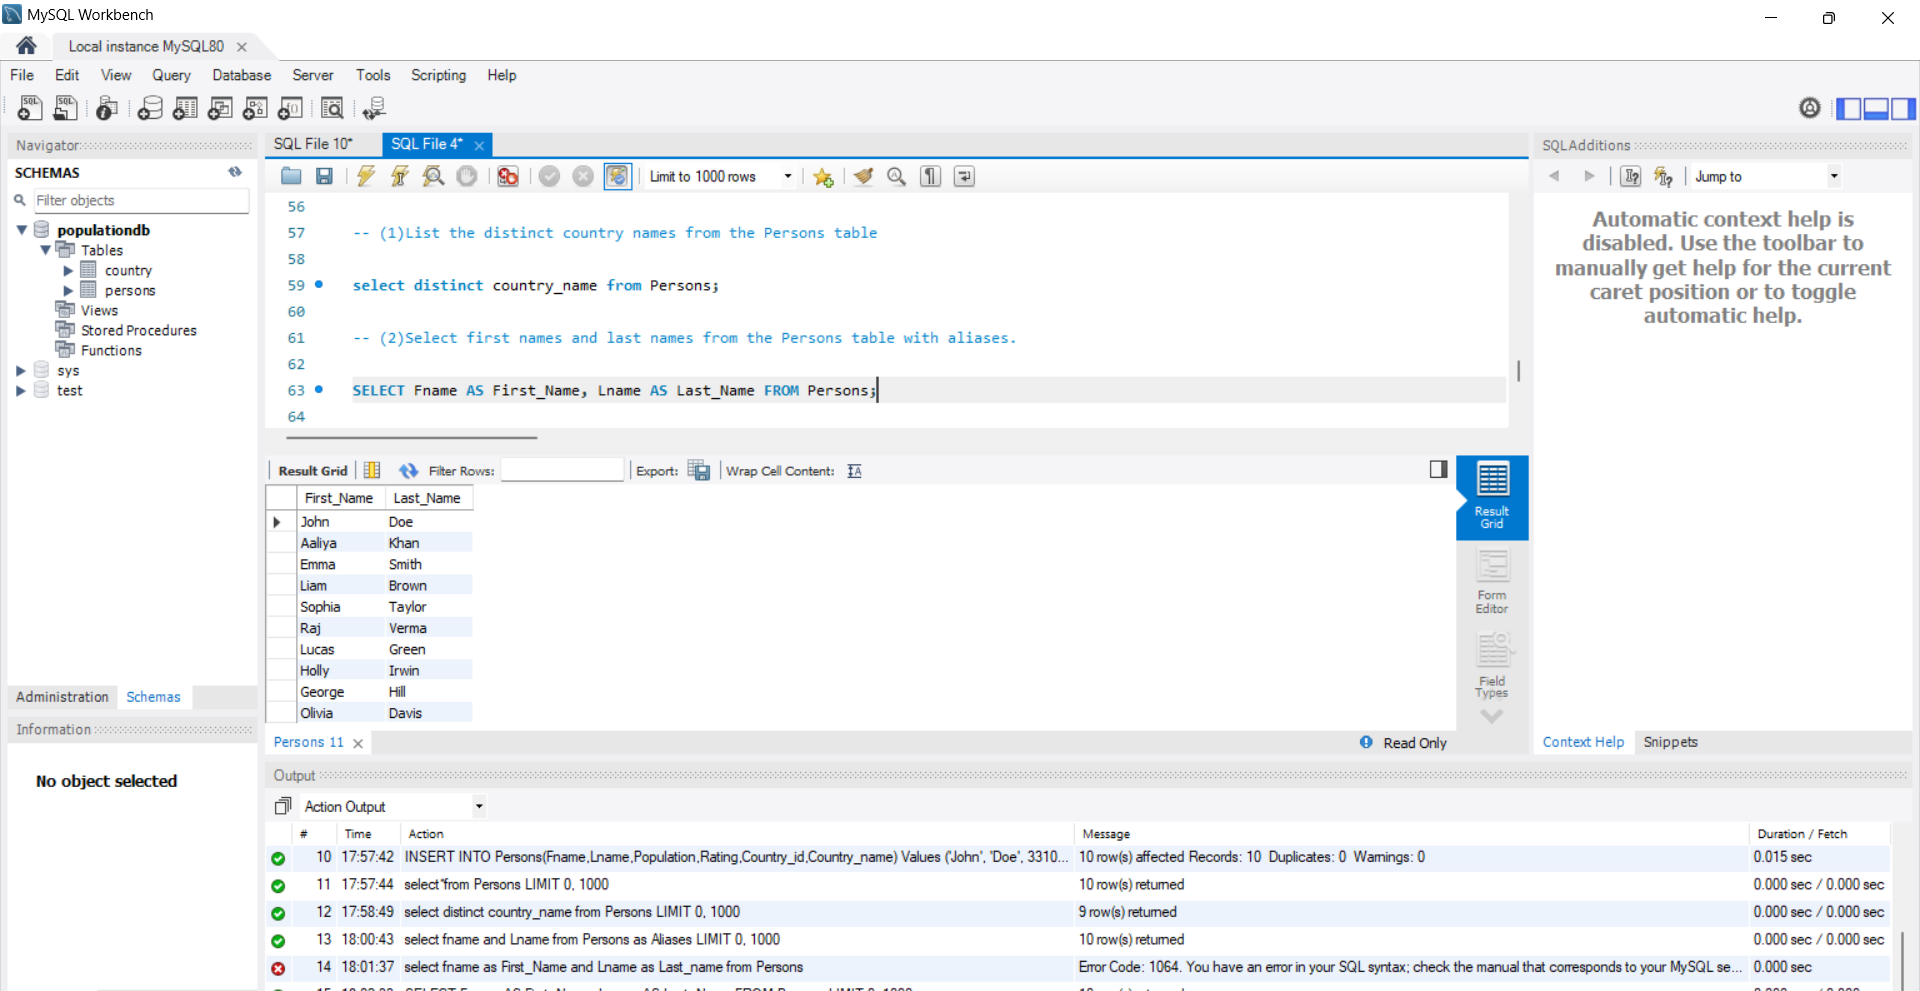 MySQL Workbench
Local instance MySQL80
File Edit View Query Database Server Tools Scripting Help
Navigator
SCHEMAS
Filter objects
populationdb
Tables
country
persons
Views
Stored Procedures
Functions
sys
test
Administration Schemas
Information
No object selected
SQL File 10* SQL File 4*
Limit to 1000 rows
56
57 -- (1)List the distinct country names from the Persons table
58
59 select distinct country_name from Persons;
60
61 -- (2)Select first names and last names from the Persons table with aliases.
62
63 SELECT Fname AS First_Name, Lname AS Last_Name FROM Persons;
64
Result Grid Filter Rows: Export: Wrap Cell Content:
First_Name Last_Name
John Doe
Aaliya Khan
Emma Smith
Liam Brown
Sophia Taylor
Raj Verma
Lucas Green
Holly Irwin
George Hill
Olivia Davis
Result
Grid
Form
Editor
Field
Types
Persons 11
Read Only
SQLAdditions
Jump to
Automatic context help is
disabled. Use the toolbar to
manually get help for the current
caret position or to toggle
automatic help.
Context Help Snippets
Output
Action Output
# Time Action Message Duration / Fetch
10 17:57:42 INSERT INTO Persons(Fname,Lname,Population,Rating,Country_id,Country_name) Values ('John', 'Doe', 3310... 10 row(s) affected Records: 10 Duplicates: 0 Warnings: 0 0.015 sec
11 17:57:44 select*from Persons LIMIT 0, 1000 10 row(s) returned 0.000 sec / 0.000 sec
12 17:58:49 select distinct country_name from Persons LIMIT 0, 1000 9 row(s) returned 0.000 sec / 0.000 sec
13 18:00:43 select fname and Lname from Persons as Aliases LIMIT 0, 1000 10 row(s) returned 0.000 sec / 0.000 sec
14 18:01:37 select fname as First_Name and Lname as Last_name from Persons Error Code: 1064. You have an error in your SQL syntax; check the manual that corresponds to your MySQL se... 0.000 sec